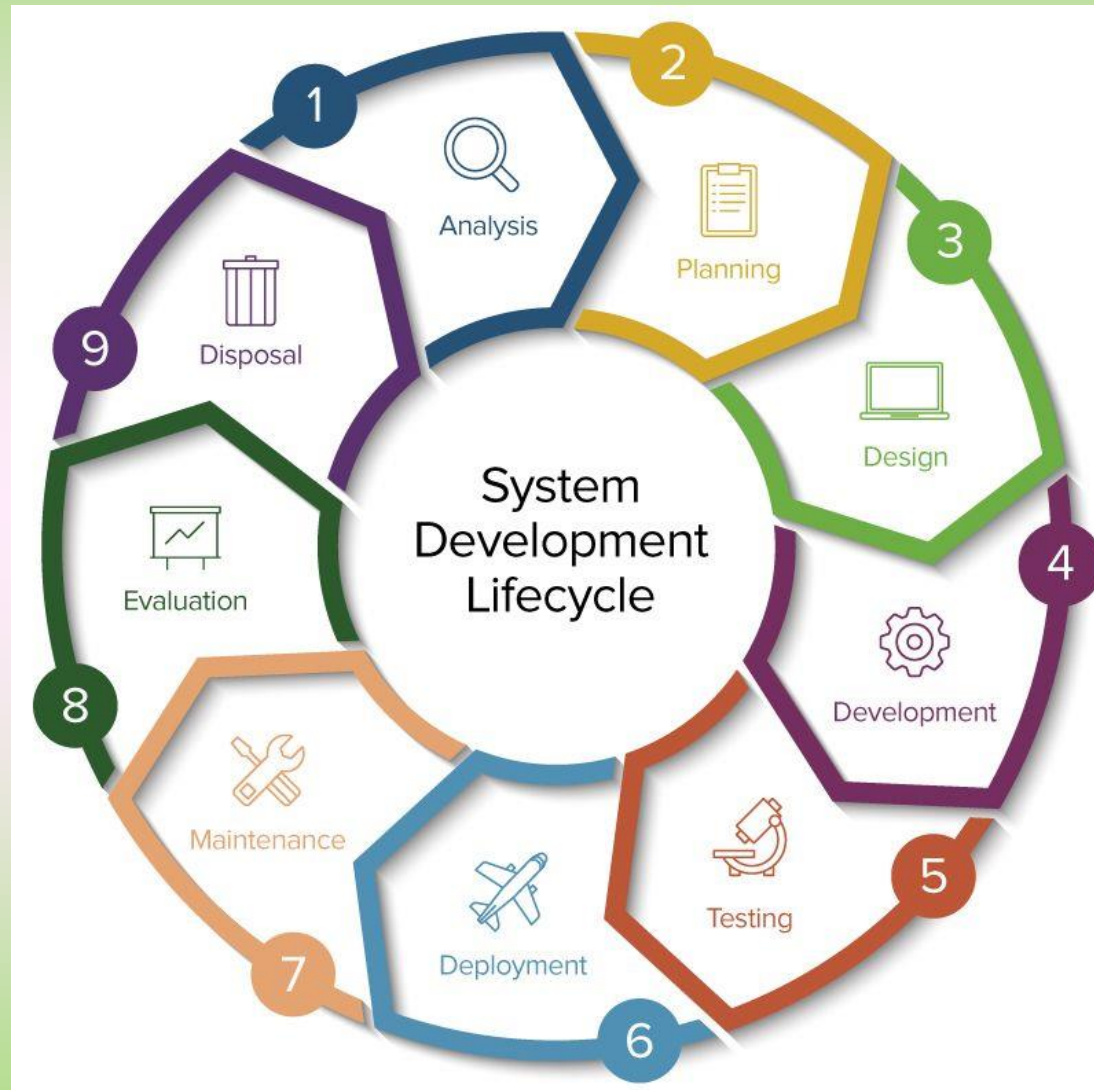 System
Development
Lifecycle
1
Analysis
2
Planning
3
Design
4
Development
5
Testing
6
Deployment
7
Maintenance
8
Evaluation
9
Disposal